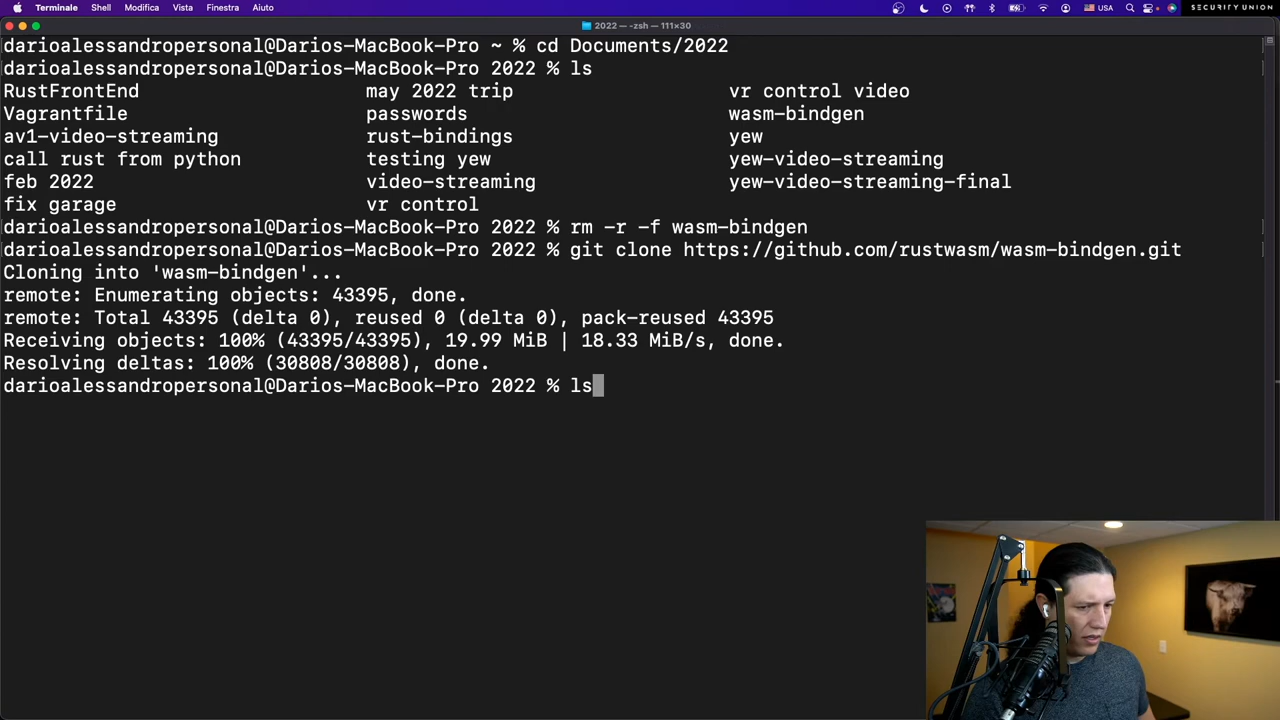 Terminale Shell Modifica Vista Finestra Aiuto USA SECURITY UNION
2022 — -zsh — 111×30
darioalessandropersonal@Darios-MacBook-Pro ~ % cd Documents/2022
darioalessandropersonal@Darios-MacBook-Pro 2022 % ls
RustFrontEnd may 2022 trip vr control video
Vagrantfile passwords wasm-bindgen
av1-video-streaming rust-bindings yew
call rust from python testing yew yew-video-streaming
feb 2022 video-streaming yew-video-streaming-final
fix garage vr control
darioalessandropersonal@Darios-MacBook-Pro 2022 % rm -r -f wasm-bindgen
darioalessandropersonal@Darios-MacBook-Pro 2022 % git clone https://github.com/rustwasm/wasm-bindgen.git
Cloning into 'wasm-bindgen'...
remote: Enumerating objects: 43395, done.
remote: Total 43395 (delta 0), reused 0 (delta 0), pack-reused 43395
Receiving objects: 100% (43395/43395), 19.99 MiB | 18.33 MiB/s, done.
Resolving deltas: 100% (30808/30808), done.
darioalessandropersonal@Darios-MacBook-Pro 2022 % ls